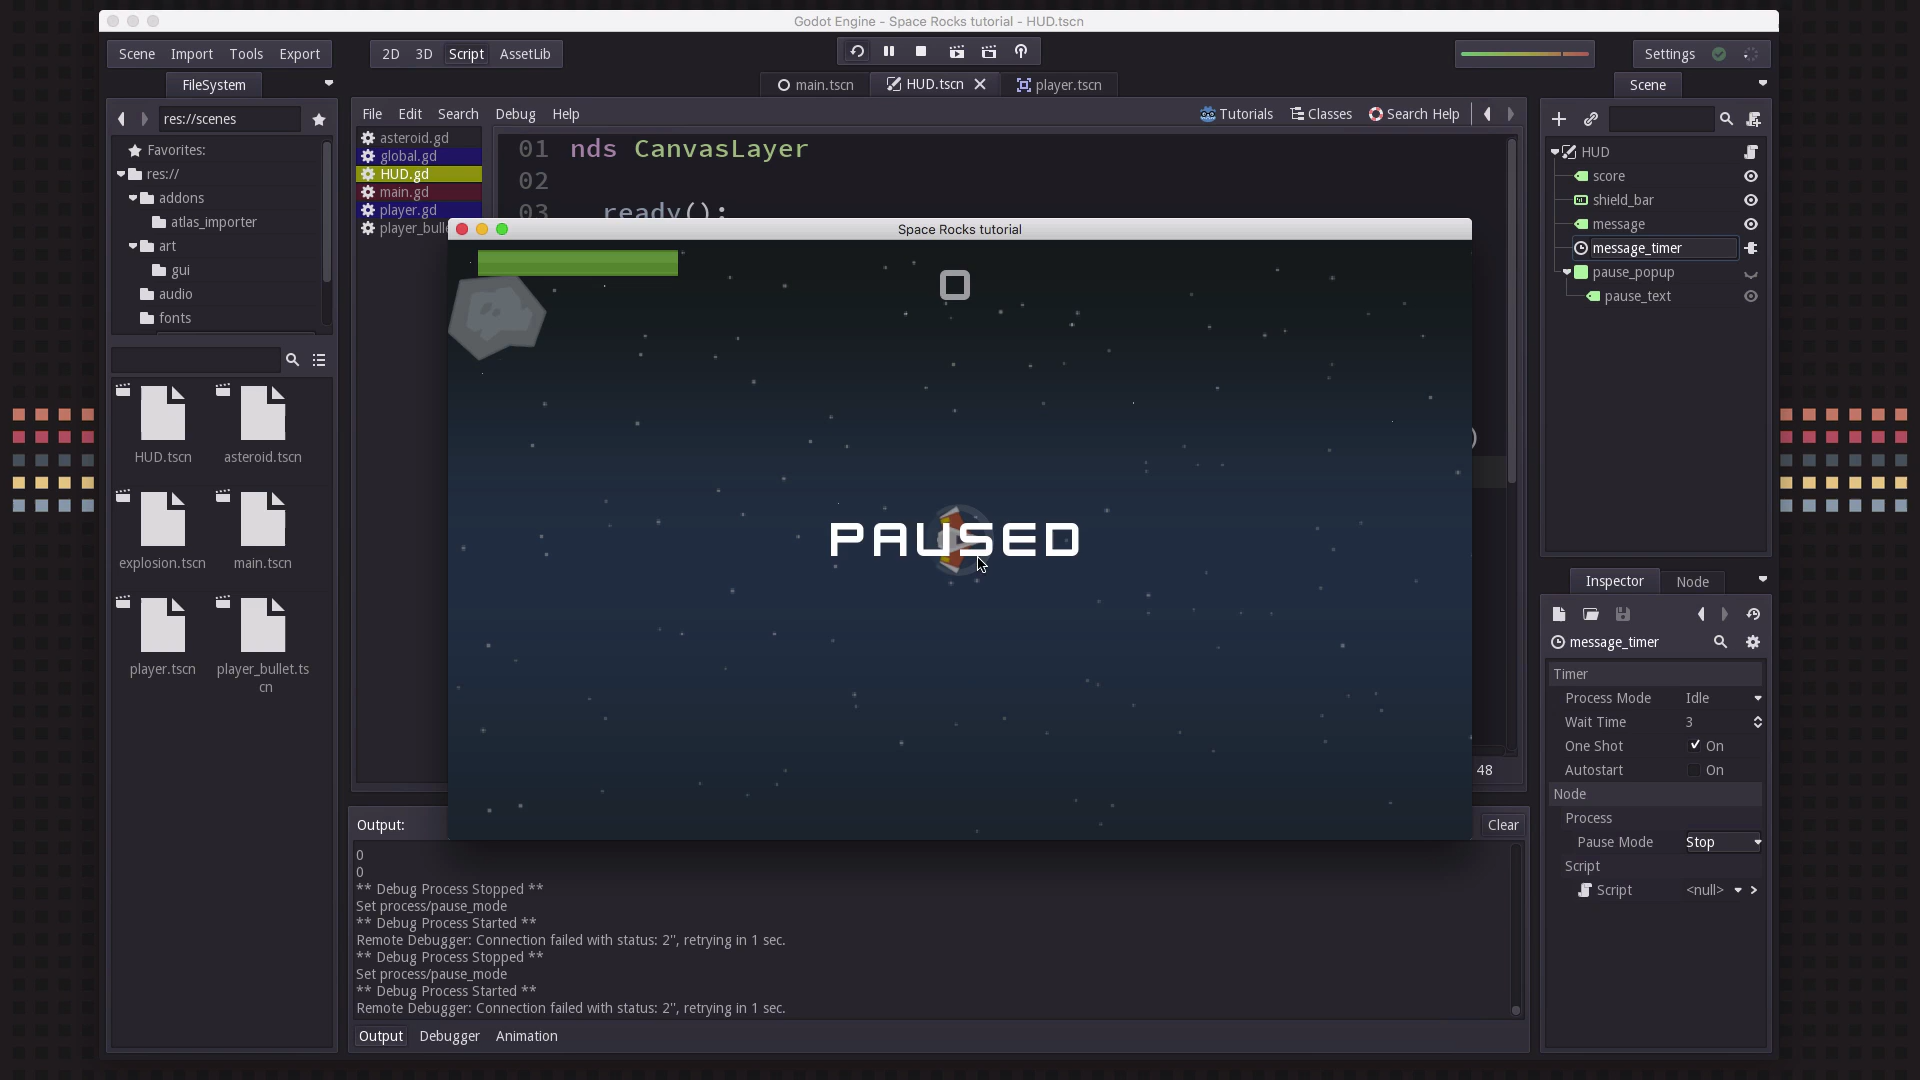 Godot Engine - Space Rocks tutorial - HUD.tscn
Scene Import Tools Export
2D 3D Script AssetLib
Settings
FileSystem
main.tscn
HUD.tscn
player.tscn
Scene
res://scenes
File Edit Search Debug Help
Tutorials Classes Search Help
Favorites:
res://
addons
atlas_importer
art
gui
audio
fonts
asteroid.gd
global.gd
HUD.gd
main.gd
player.gd
01 nds CanvasLayer
02
03 ready():
48
Space Rocks tutorial
PAUSED
HUD.tscn
asteroid.tscn
explosion.tscn
main.tscn
player.tscn
player_bullet.ts
cn
HUD
score
shield_bar
message
message_timer
pause_popup
pause_text
Inspector Node
message_timer
Timer
Process Mode Idle
Wait Time 3
One Shot On
Autostart On
Node
Process
Pause Mode Stop
Script
Script <null>
Output:
Clear
0
0
** Debug Process Stopped **
Set process/pause_mode
** Debug Process Started **
Remote Debugger: Connection failed with status: 2'', retrying in 1 sec.
** Debug Process Stopped **
Set process/pause_mode
** Debug Process Started **
Remote Debugger: Connection failed with status: 2'', retrying in 1 sec.
Output Debugger Animation